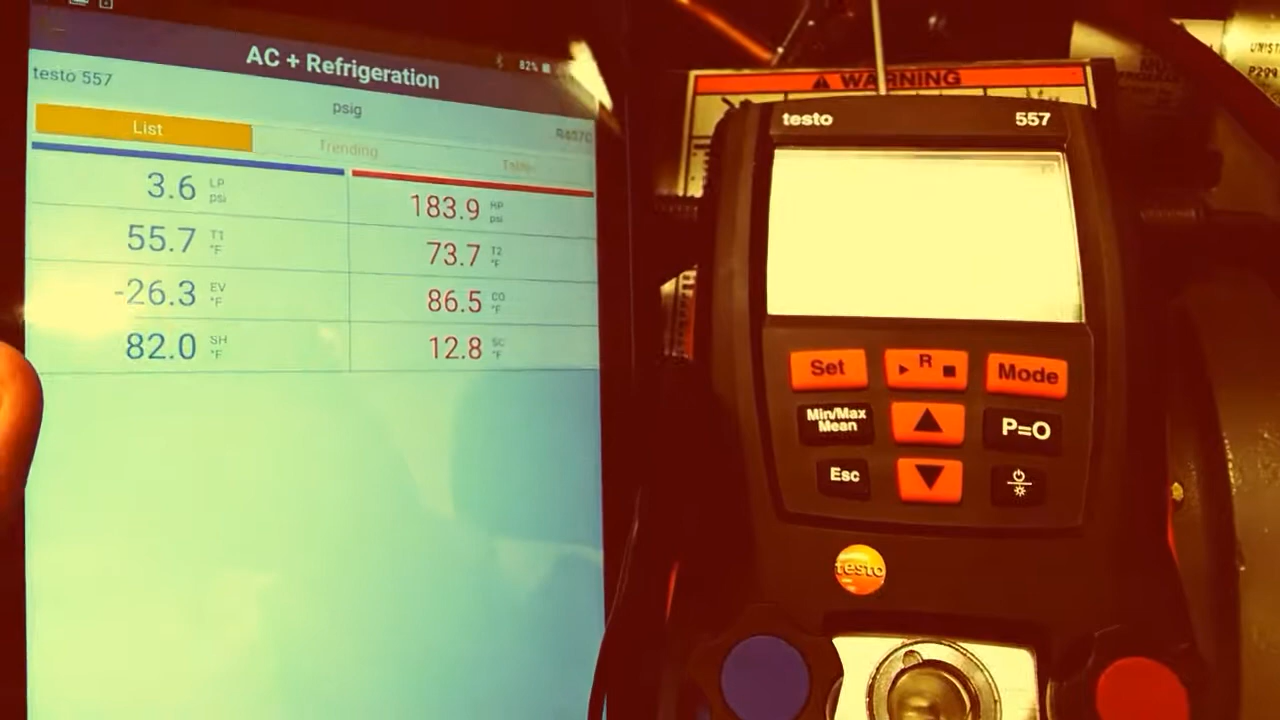 AC + Refrigeration
82%
testo 557
psig
R407C
List
Trending
3.6 LP psi
183.9 HP psi
55.7 T1 °F
73.7 T2 °F
-26.3 EV °F
86.5 CO °F
82.0 SH °F
12.8 SC °F
WARNING
testo 557
Set
R
Mode
Min/Max
Mean
P=O
Esc
testo